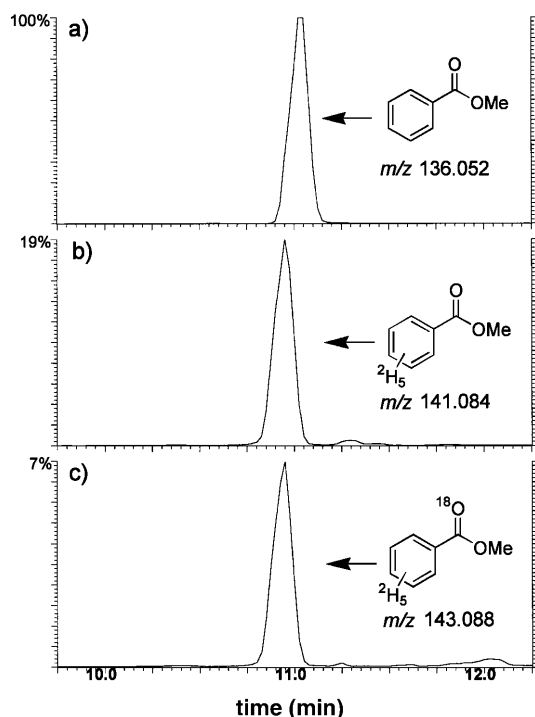 100%
a)
O
OMe
m/z 136.052
19%
b)
O
OMe
²H₅
m/z 141.084
7%
c)
¹⁸O
OMe
²H₅
m/z 143.088
10.0 11.0 12.0
time (min)